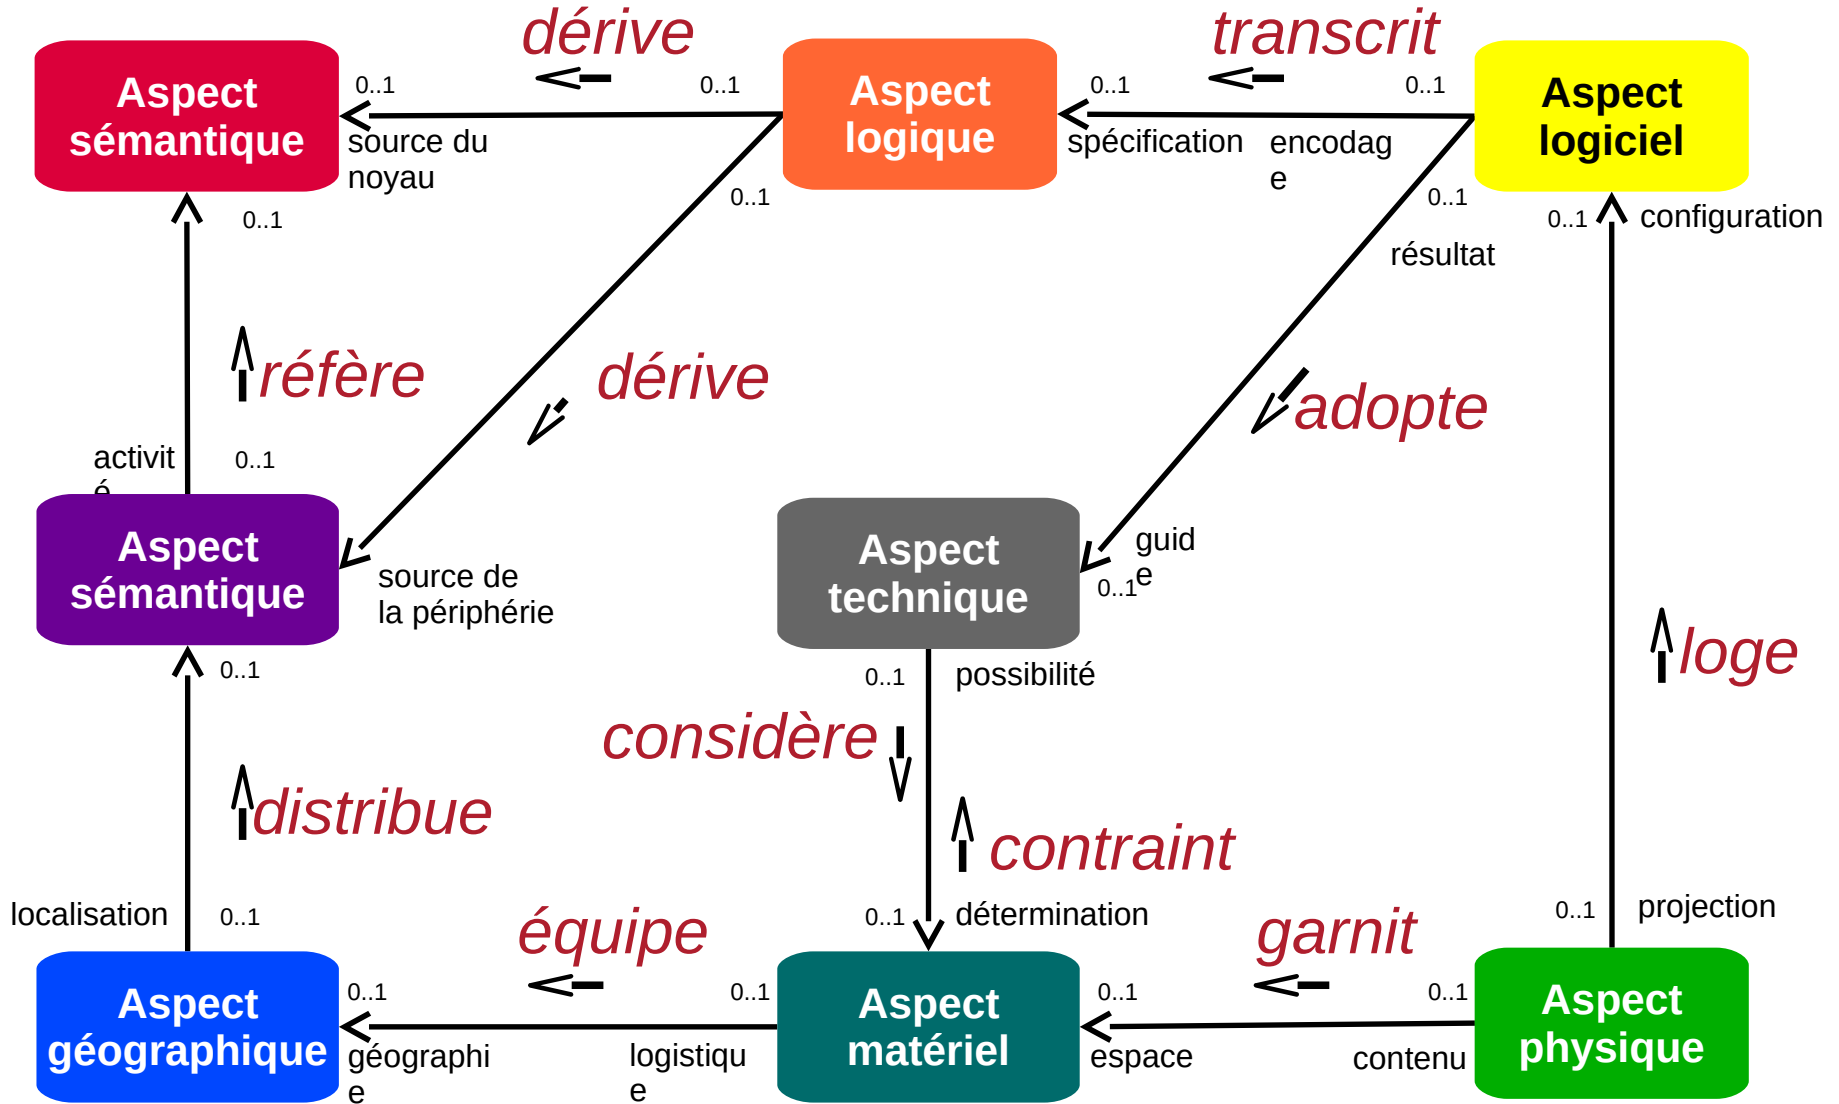 dérive
transcrit
Aspect
sémantique
0..1
0..1
Aspect
logique
0..1
0..1
Aspect
logiciel
source du
noyau
spécification
encodag
e
0..1
0..1
0..1
0..1
configuration
résultat
réfère
dérive
adopte
activit
é
0..1
Aspect
sémantique
source de
la périphérie
Aspect
technique
guid
e
0..1
0..1
0..1
possibilité
loge
considère
distribue
contraint
localisation
0..1
0..1
détermination
0..1
projection
équipe
garnit
Aspect
géographique
0..1
0..1
Aspect
matériel
0..1
0..1
Aspect
physique
géographi
e
logistiqu
e
espace
contenu